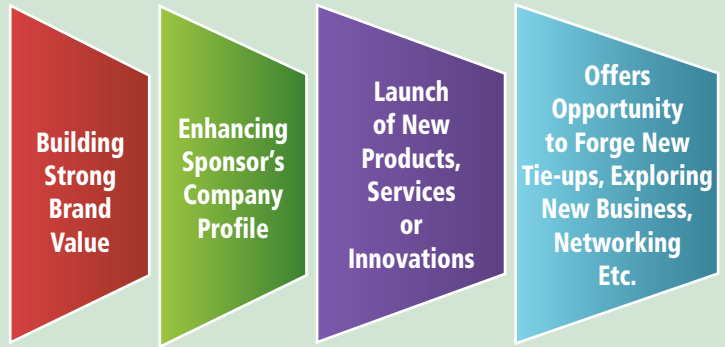 Building
Strong
Brand
Value
Enhancing
Sponsor's
Company
Profile
Launch
of New
Products,
Services
or
Innovations
Offers
Opportunity
to Forge New
Tie-ups, Exploring
New Business,
Networking
Etc.